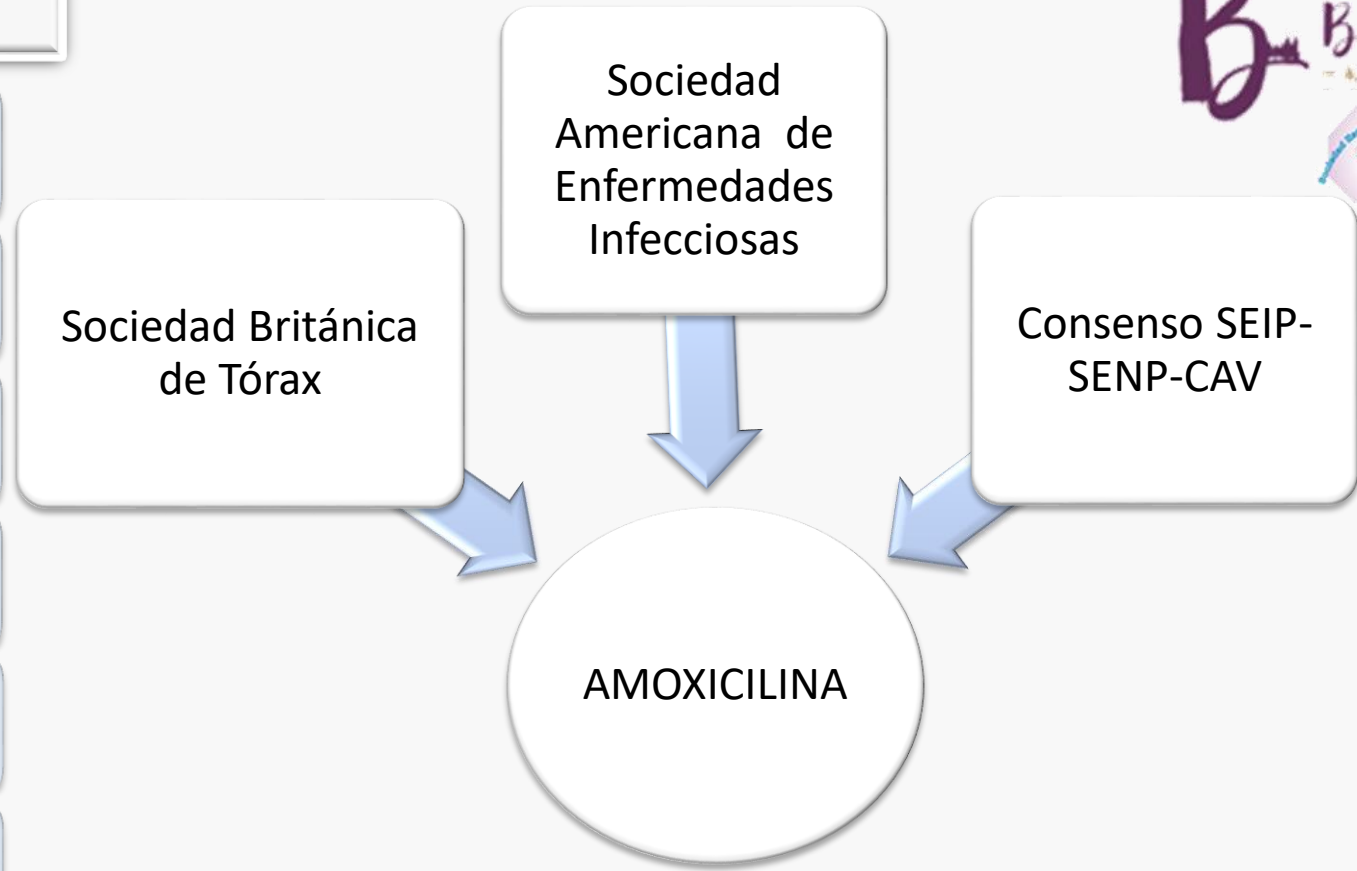 Sociedad
Americana de
Enfermedades
Infecciosas
Sociedad Británica
de Tórax
Consenso SEIP-
SENP-CAV
AMOXICILINA